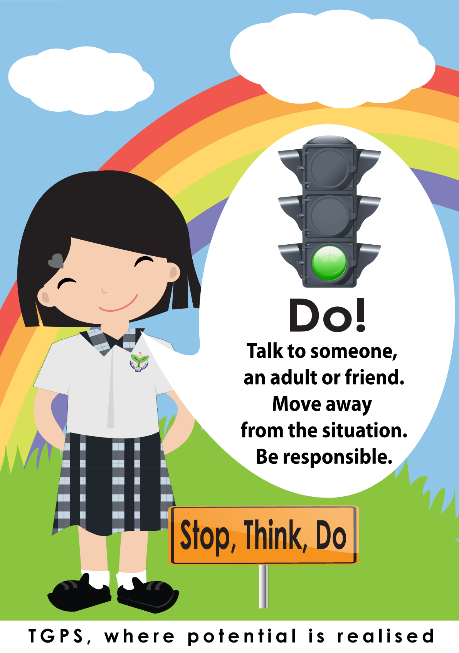 Do!
Talk to someone,
an adult or friend.
Move away
from the situation.
Be responsible.
Stop, Think, Do
TGPS, where potential is realised